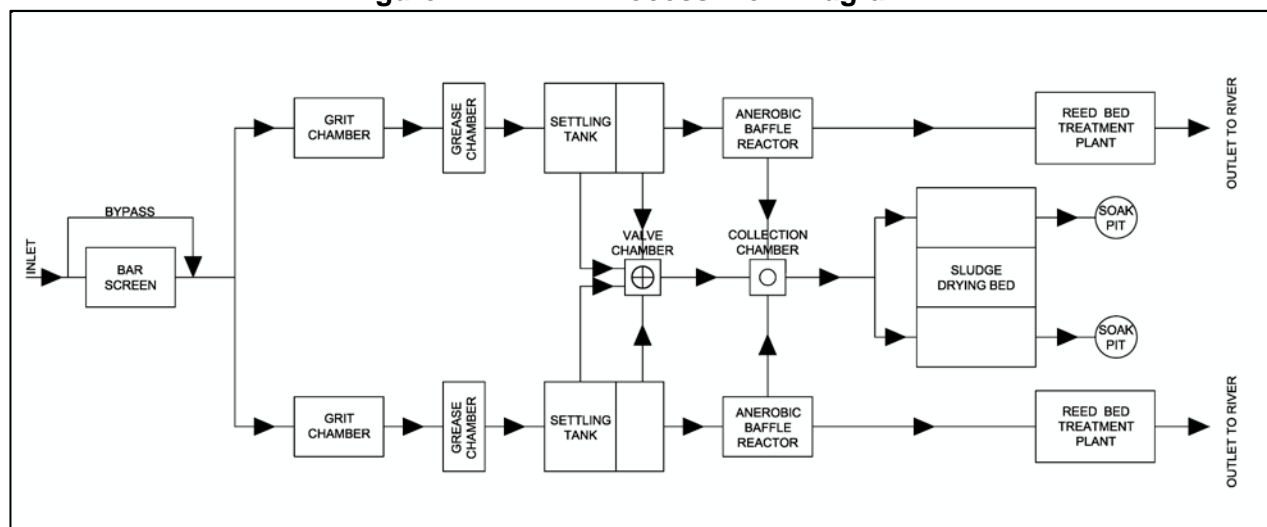 GRIT
CHAMBER
GREASE
CHAMBER
SETTLING
TANK
ANEROBIC
BAFFLE
REACTOR
REED BED
TREATMENT
PLANT
OUTLET TO RIVER
INLET
BYPASS
BAR
SCREEN
VALVE
CHAMBER
COLLECTION
CHAMBER
SLUDGE
DRYING BED
SOAK
PIT
SOAK
PIT
GRIT
CHAMBER
GREASE
CHAMBER
SETTLING
TANK
ANEROBIC
BAFFLE
REACTOR
REED BED
TREATMENT
PLANT
OUTLET TO RIVER